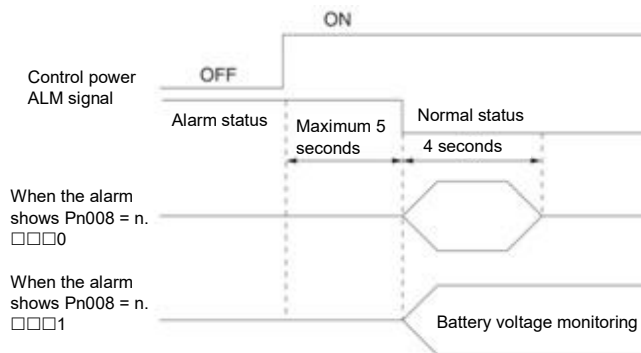 ON
OFF
Control power
ALM signal
Alarm status
Maximum 5
seconds
Normal status
4 seconds
When the alarm
shows Pn008 = n.
□□□0
When the alarm
shows Pn008 = n.
□□□1
Battery voltage monitoring